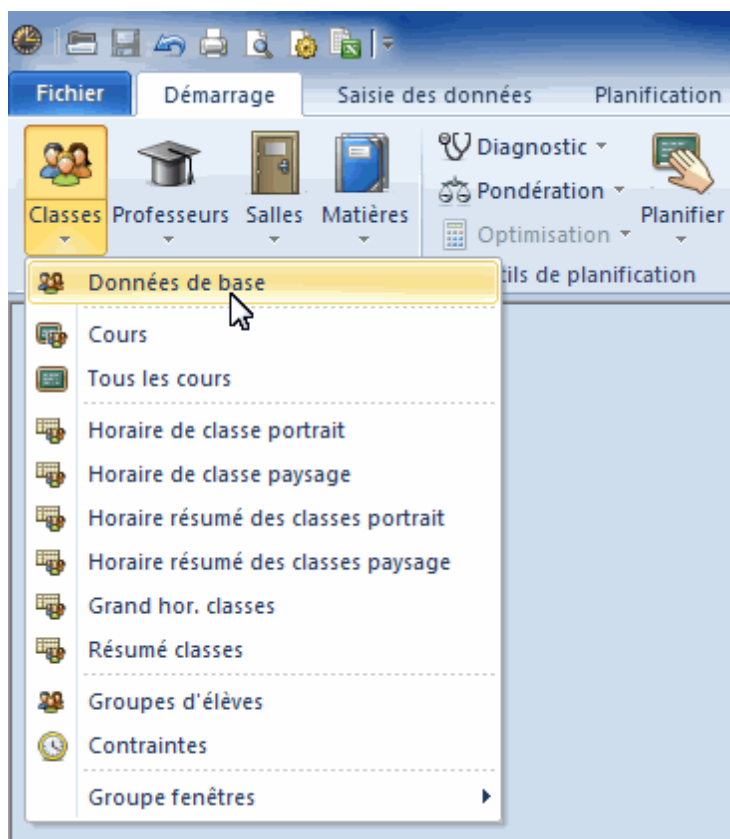 Fichier Démarrage Saisie des données Planification
Classes Professeurs Salles Matières Diagnostic Pondération Optimisation Planifier
tils de planification
Données de base
Cours
Tous les cours
Horaire de classe portrait
Horaire de classe paysage
Horaire résumé des classes portrait
Horaire résumé des classes paysage
Grand hor. classes
Résumé classes
Groupes d'élèves
Contraintes
Groupe fenêtres